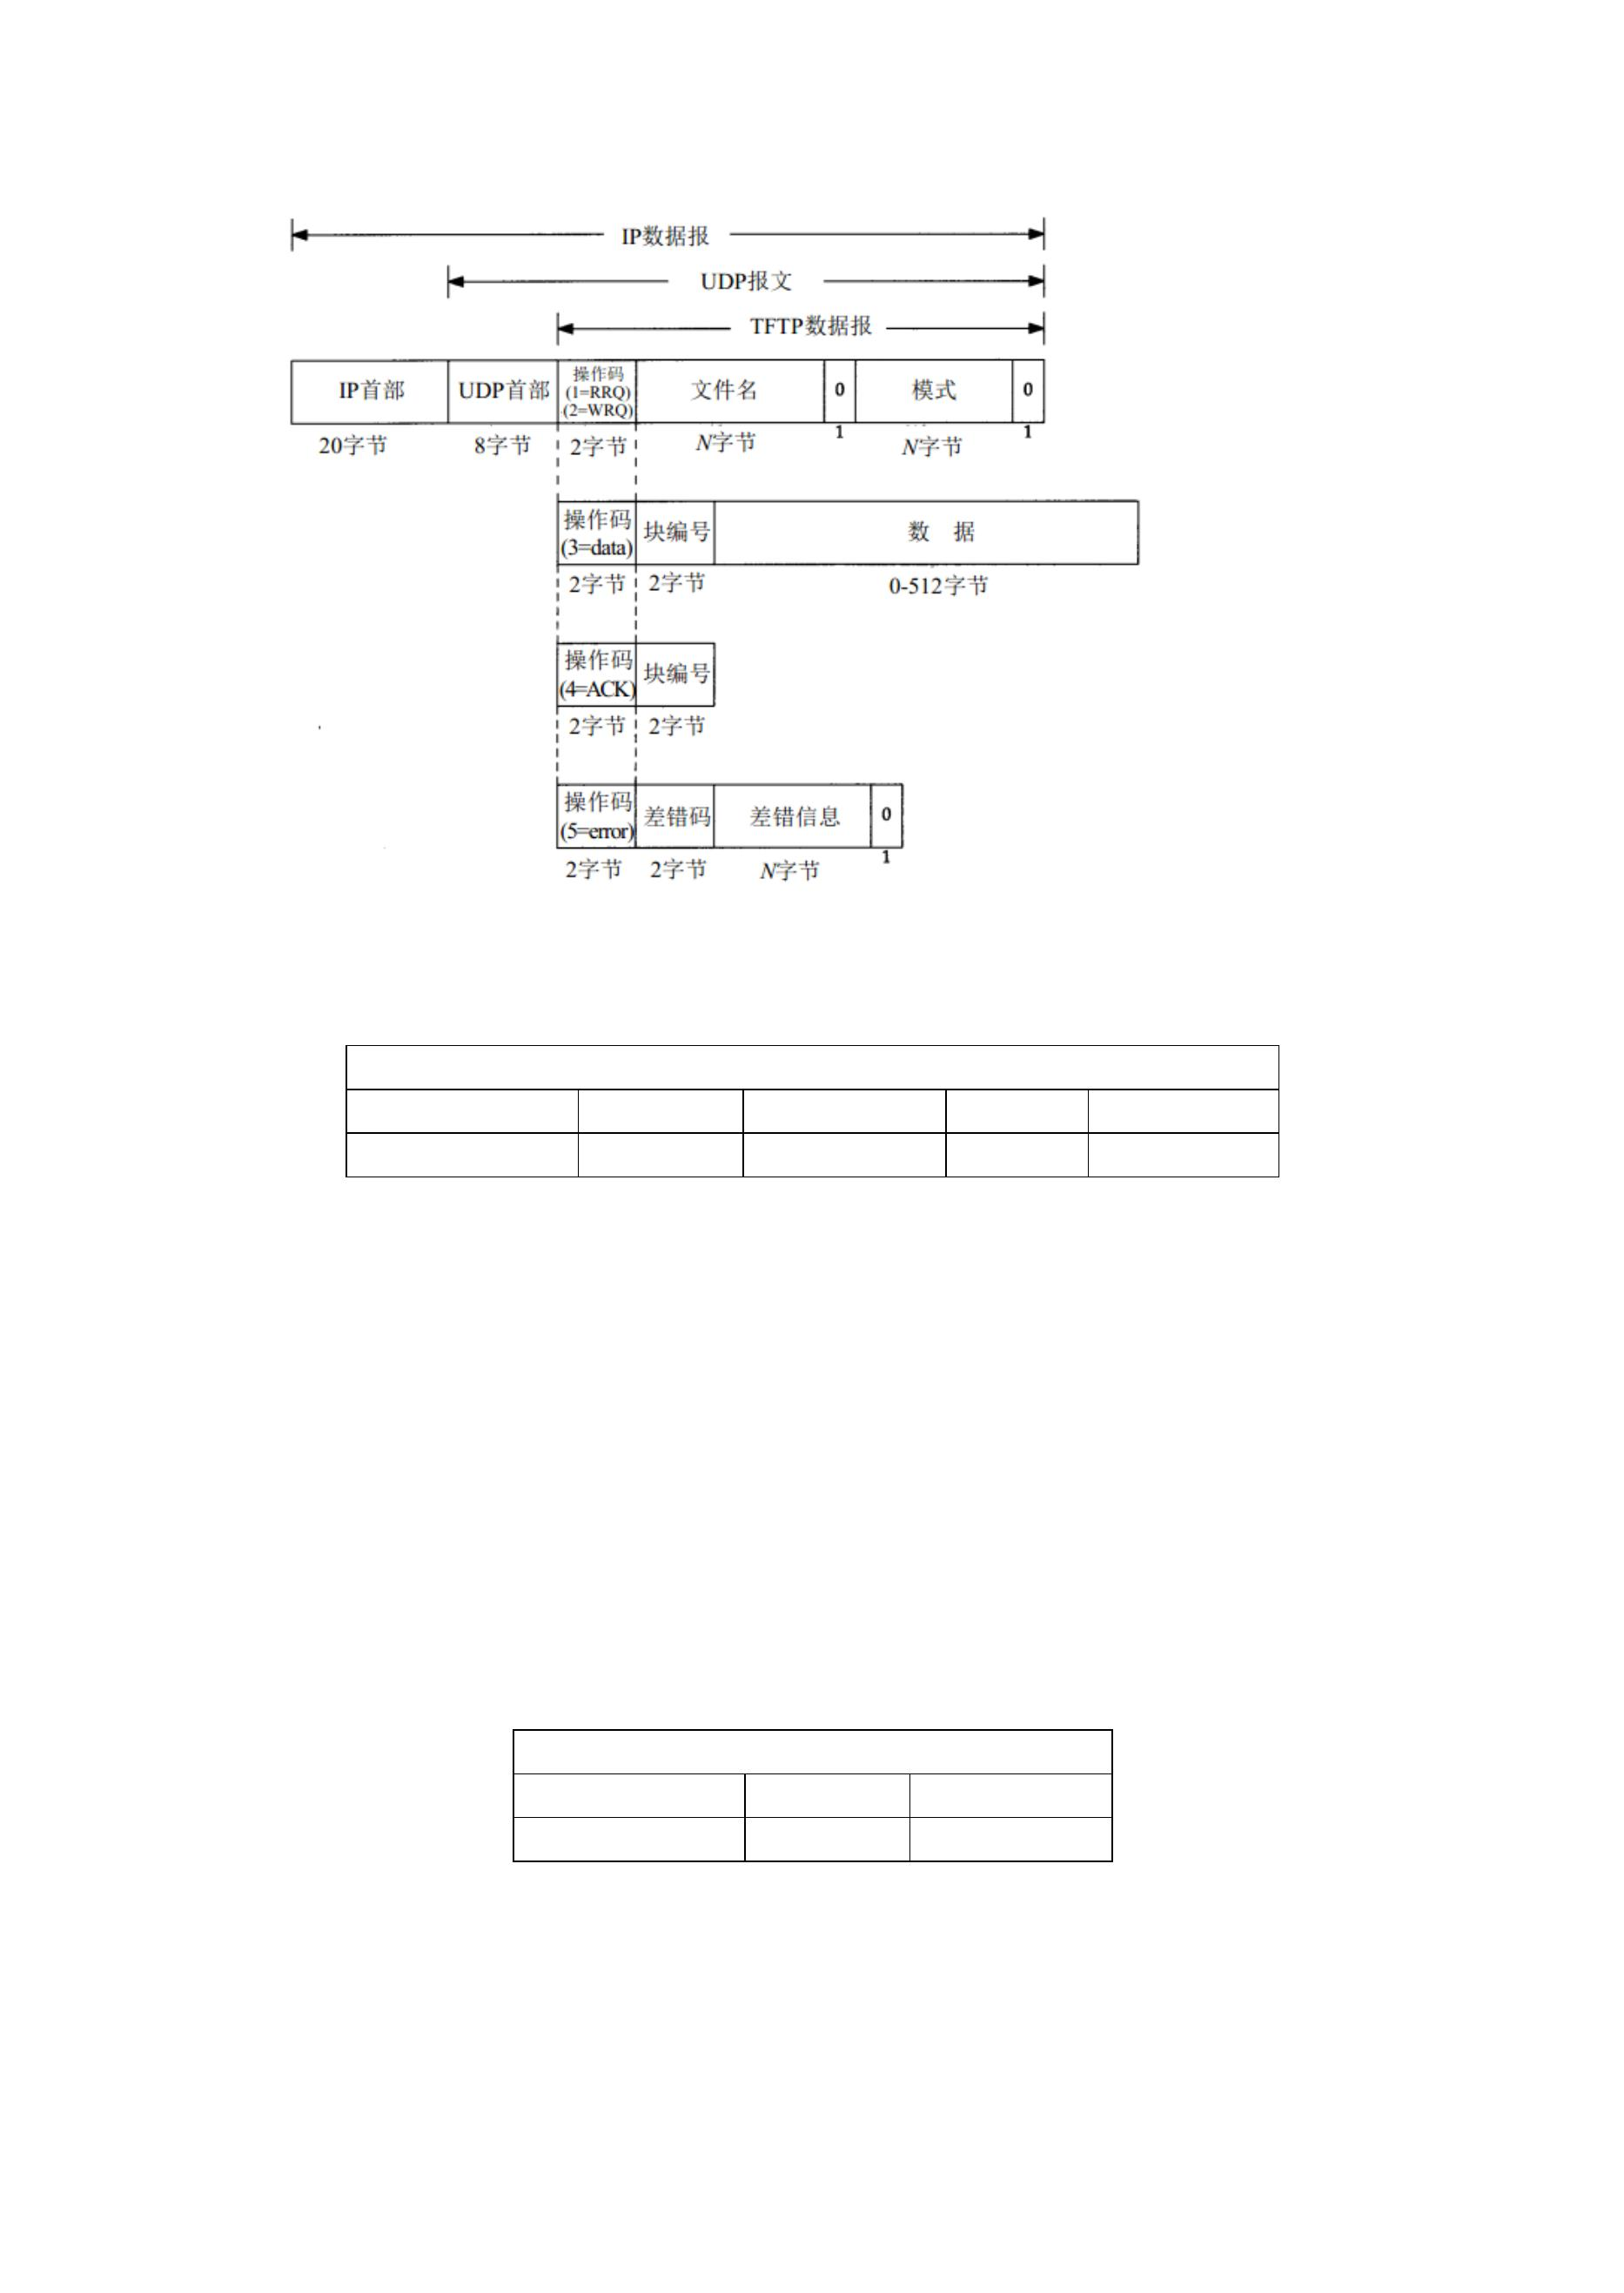 IP数据报
UDP报文
TFTP数据报
IP首部 UDP首部 操作码 (1=RRQ) (2=WRQ) 文件名 0 模式 0
20字节 8字节 2字节 N字节 1 N字节 1
操作码 (3=data) 块编号 数 据
2字节 2字节 0-512字节
操作码 (4=ACK) 块编号
2字节 2字节
操作码 (5=error) 差错码 差错信息 0
2字节 2字节 N字节 1